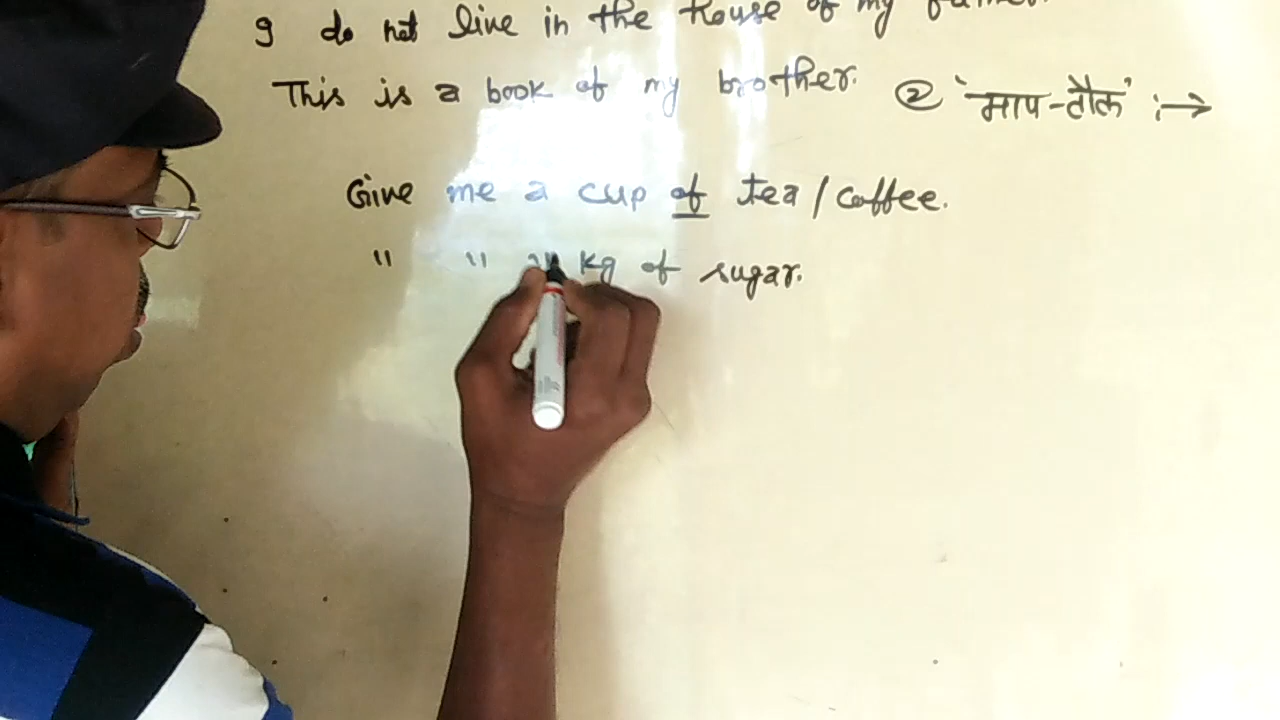 I do not live in the house of my father.
This is a book of my brother. ② 'माप-तौल' :→
Give me a cup of tea / coffee.
" " kg of sugar.